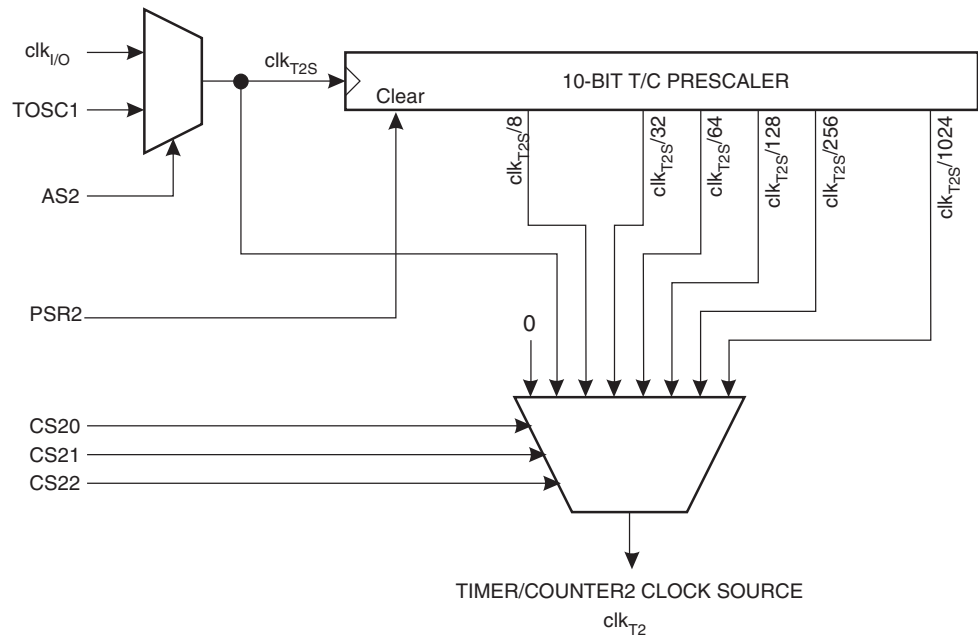 clkI/O
clkT2S
10-BIT T/C PRESCALER
TOSC1
Clear
clkT2S/8
clkT2S/32
clkT2S/64
clkT2S/128
clkT2S/256
clkT2S/1024
AS2
PSR2
0
CS20
CS21
CS22
TIMER/COUNTER2 CLOCK SOURCE
clkT2